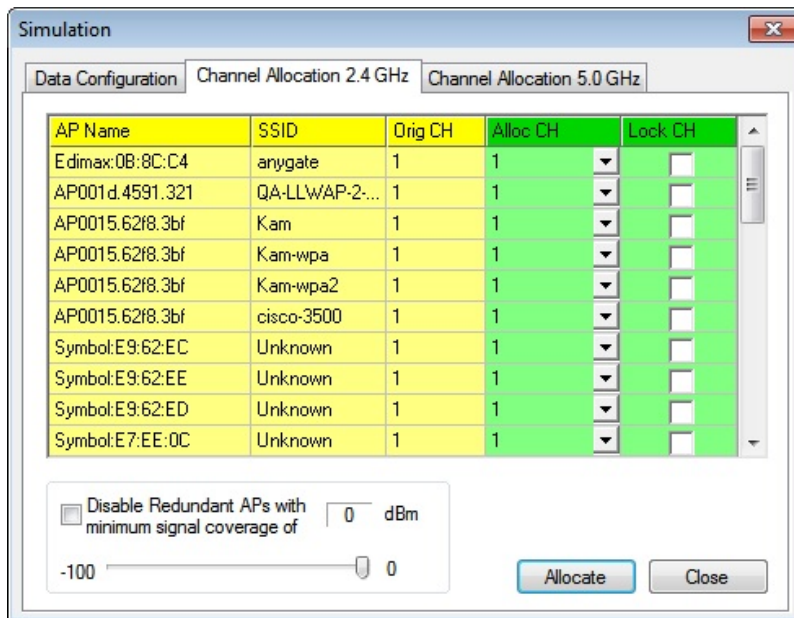 Simulation
Data Configuration Channel Allocation 2.4 GHz Channel Allocation 5.0 GHz
AP Name SSID Orig CH Alloc CH Lock CH
Edimax:0B:8C:C4 anygate 1 1
AP001d.4591.321 QA-LLWAP-2-... 1 1
AP0015.62f8.3bf Kam 1 1
AP0015.62f8.3bf Kam-wpa 1 1
AP0015.62f8.3bf Kam-wpa2 1 1
AP0015.62f8.3bf cisco-3500 1 1
Symbol:E9:62:EC Unknown 1 1
Symbol:E9:62:EE Unknown 1 1
Symbol:E9:62:ED Unknown 1 1
Symbol:E7:EE:0C Unknown 1 1
Disable Redundant APs with
minimum signal coverage of 0 dBm
-100 0
Allocate Close